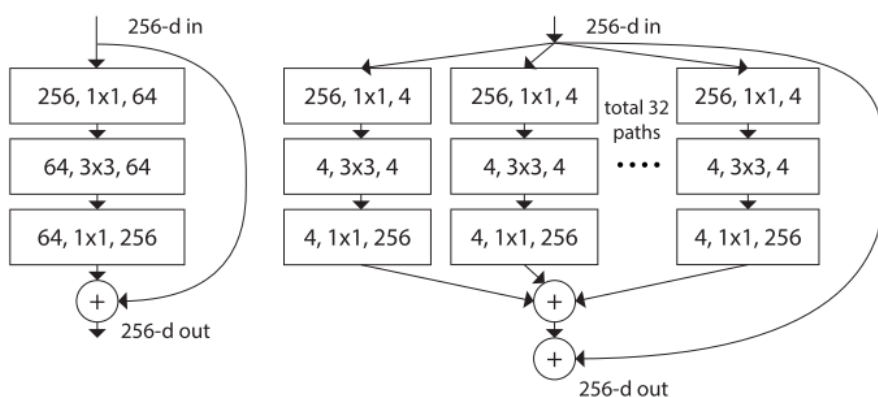 256-d in
256, 1x1, 64
64, 3x3, 64
64, 1x1, 256
+
256-d out
256-d in
256, 1x1, 4
256, 1x1, 4
total 32
paths
....
256, 1x1, 4
4, 3x3, 4
4, 3x3, 4
4, 3x3, 4
4, 1x1, 256
4, 1x1, 256
4, 1x1, 256
+
+
256-d out